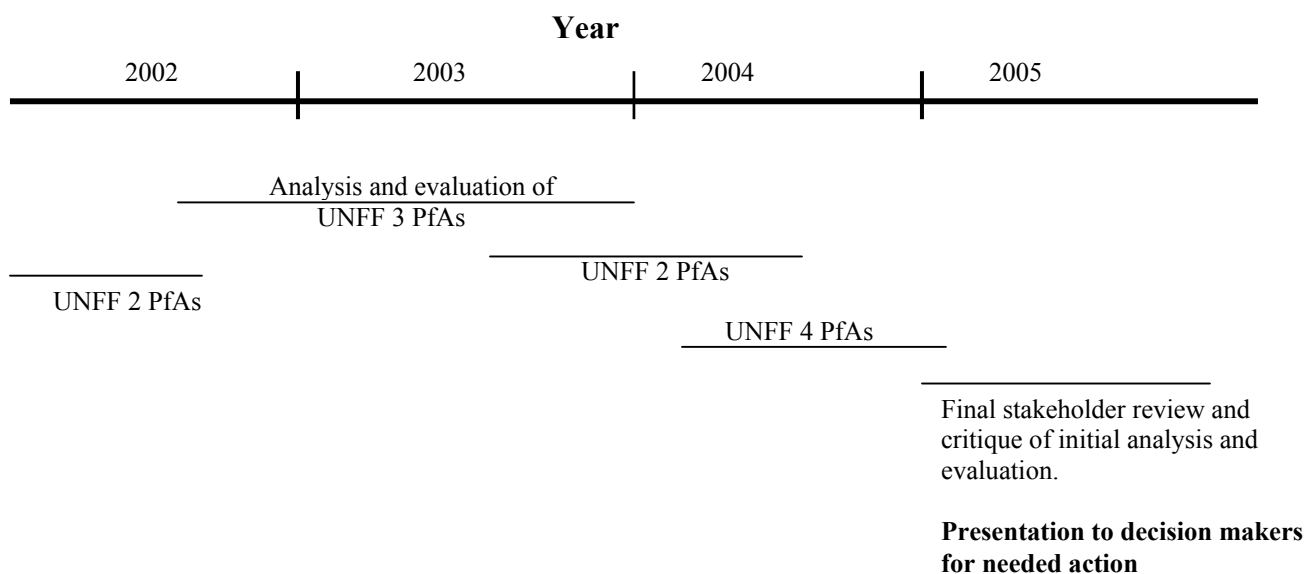 Year
2002 2003 2004 2005
Analysis and evaluation of
UNFF 3 PfAs
UNFF 2 PfAs
UNFF 2 PfAs
UNFF 4 PfAs
Final stakeholder review and
critique of initial analysis and
evaluation.
Presentation to decision makers
for needed action